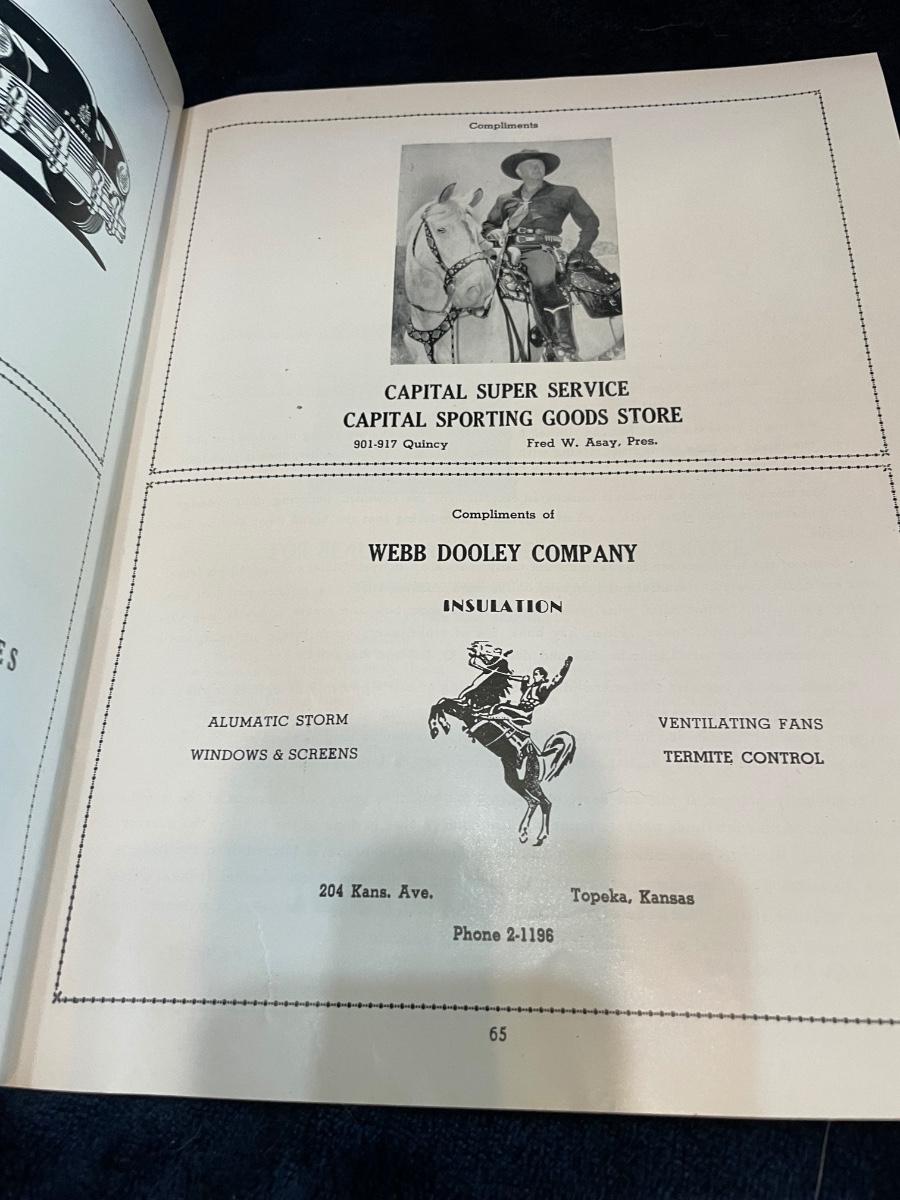 Compliments
CAPITAL SUPER SERVICE
CAPITAL SPORTING GOODS STORE
901-917 Quincy Fred W. Asay, Pres.
Compliments of
WEBB DOOLEY COMPANY
INSULATION
ALUMATIC STORM
WINDOWS & SCREENS
VENTILATING FANS
TERMITE CONTROL
204 Kans. Ave. Topeka, Kansas
Phone 2-1196
65